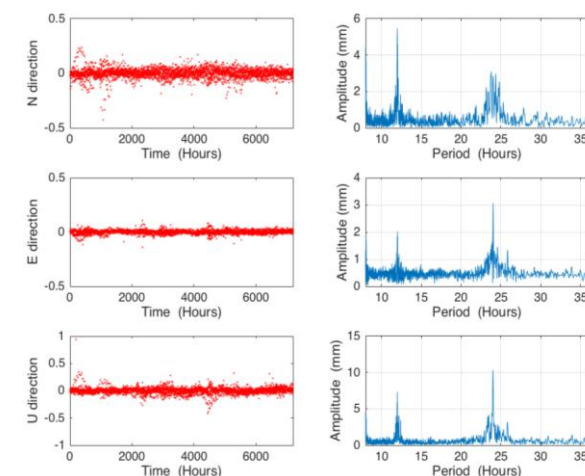 0.5
0
-0.5
N direction
0 2000 4000 6000
Time (Hours)
6
4
2
0
Amplitude (mm)
10 15 20 25 30 35
Period (Hours)
0.5
0
-0.5
E direction
0 2000 4000 6000
Time (Hours)
4
3
2
1
0
Amplitude (mm)
10 15 20 25 30 35
Period (Hours)
1
0.5
0
-0.5
-1
U direction
0 2000 4000 6000
Time (Hours)
15
10
5
0
Amplitude (mm)
10 15 20 25 30 35
Period (Hours)